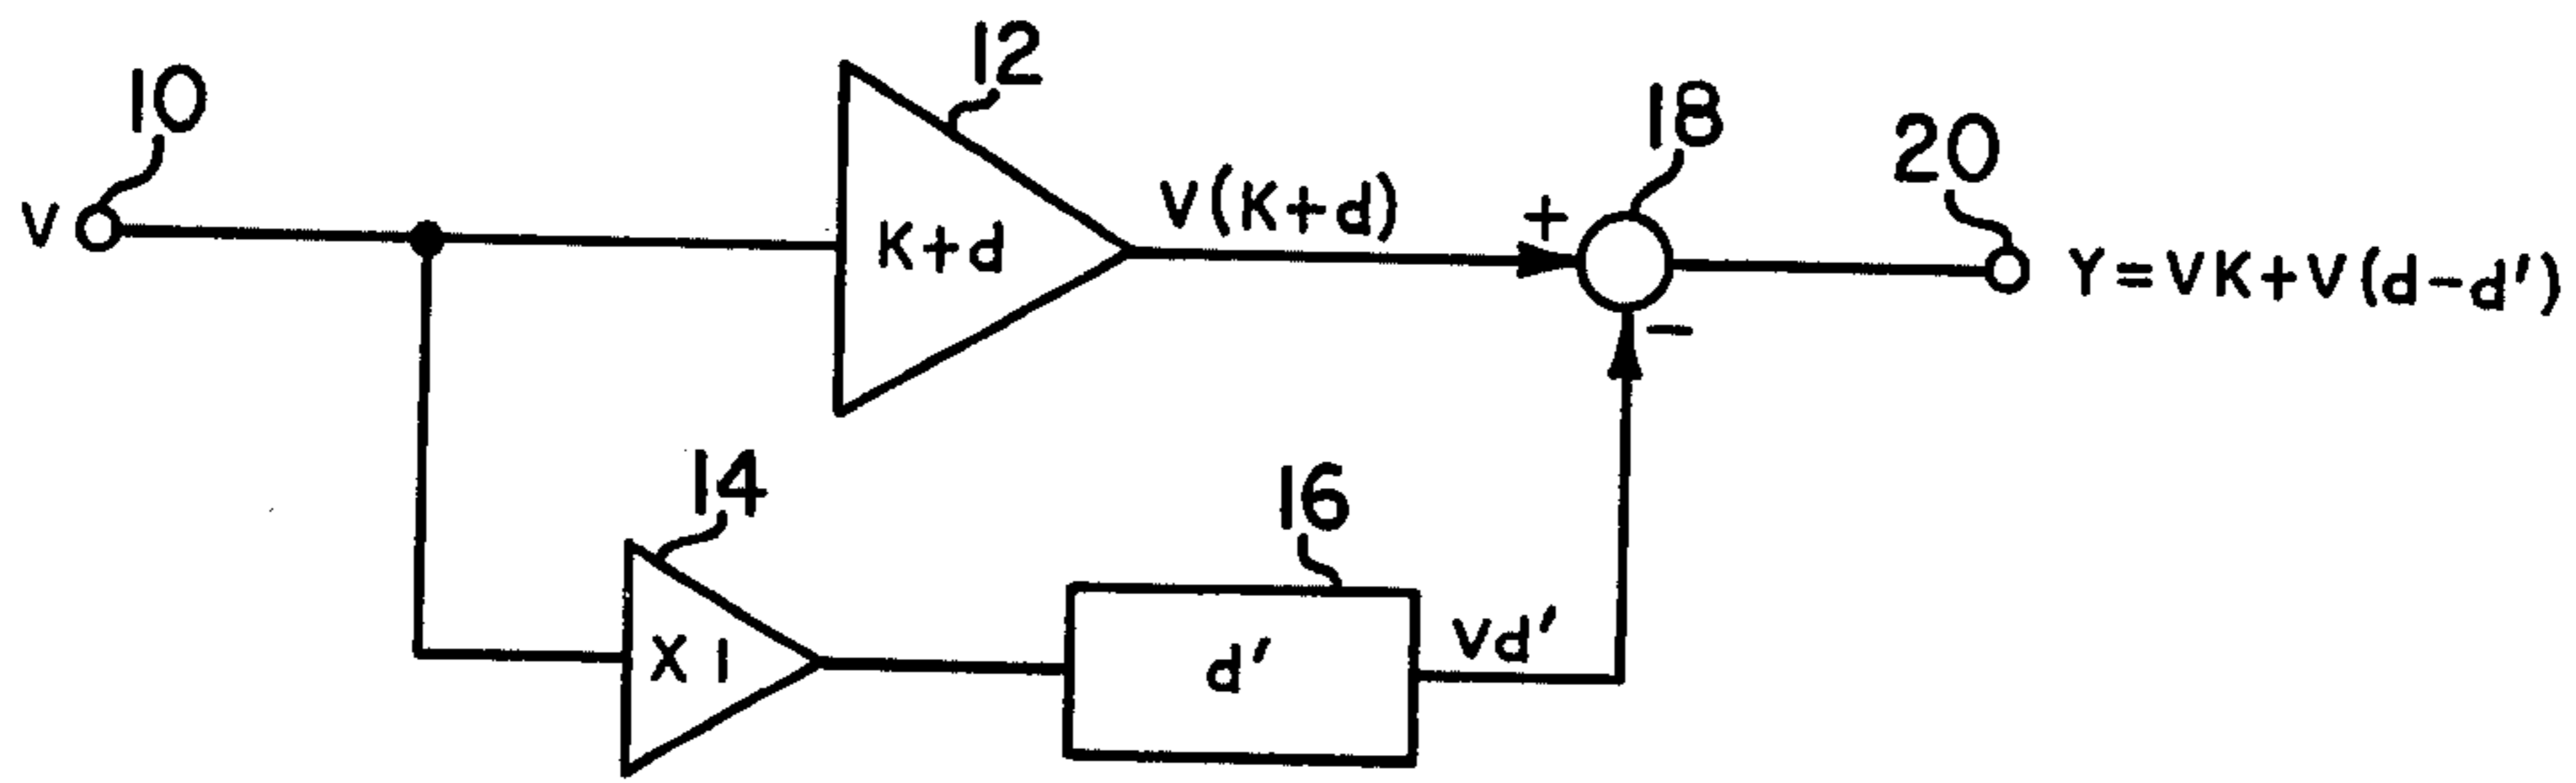 10
12
18
20
V
K+d
V(K+d)
+
Y=VK+V(d-d')
-
14
16
X1
d'
Vd'